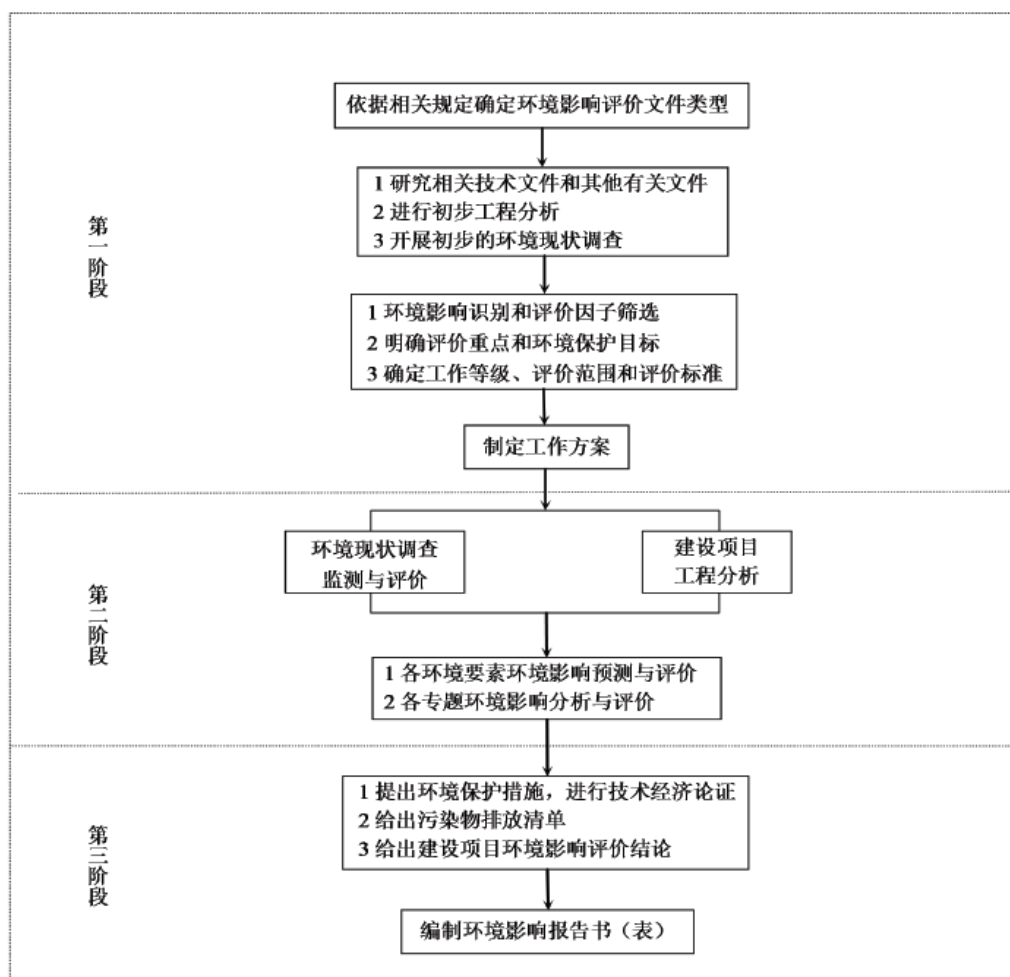 依据相关规定确定环境影响评价文件类型
第一阶段
1 研究相关技术文件和其他有关文件
2 进行初步工程分析
3 开展初步的环境现状调查
1 环境影响识别和评价因子筛选
2 明确评价重点和环境保护目标
3 确定工作等级、评价范围和评价标准
制定工作方案
第二阶段
环境现状调查
监测与评价
建设项目
工程分析
1 各环境要素环境影响预测与评价
2 各专题环境影响分析与评价
第三阶段
1 提出环境保护措施，进行技术经济论证
2 给出污染物排放清单
3 给出建设项目环境影响评价结论
编制环境影响报告书（表）